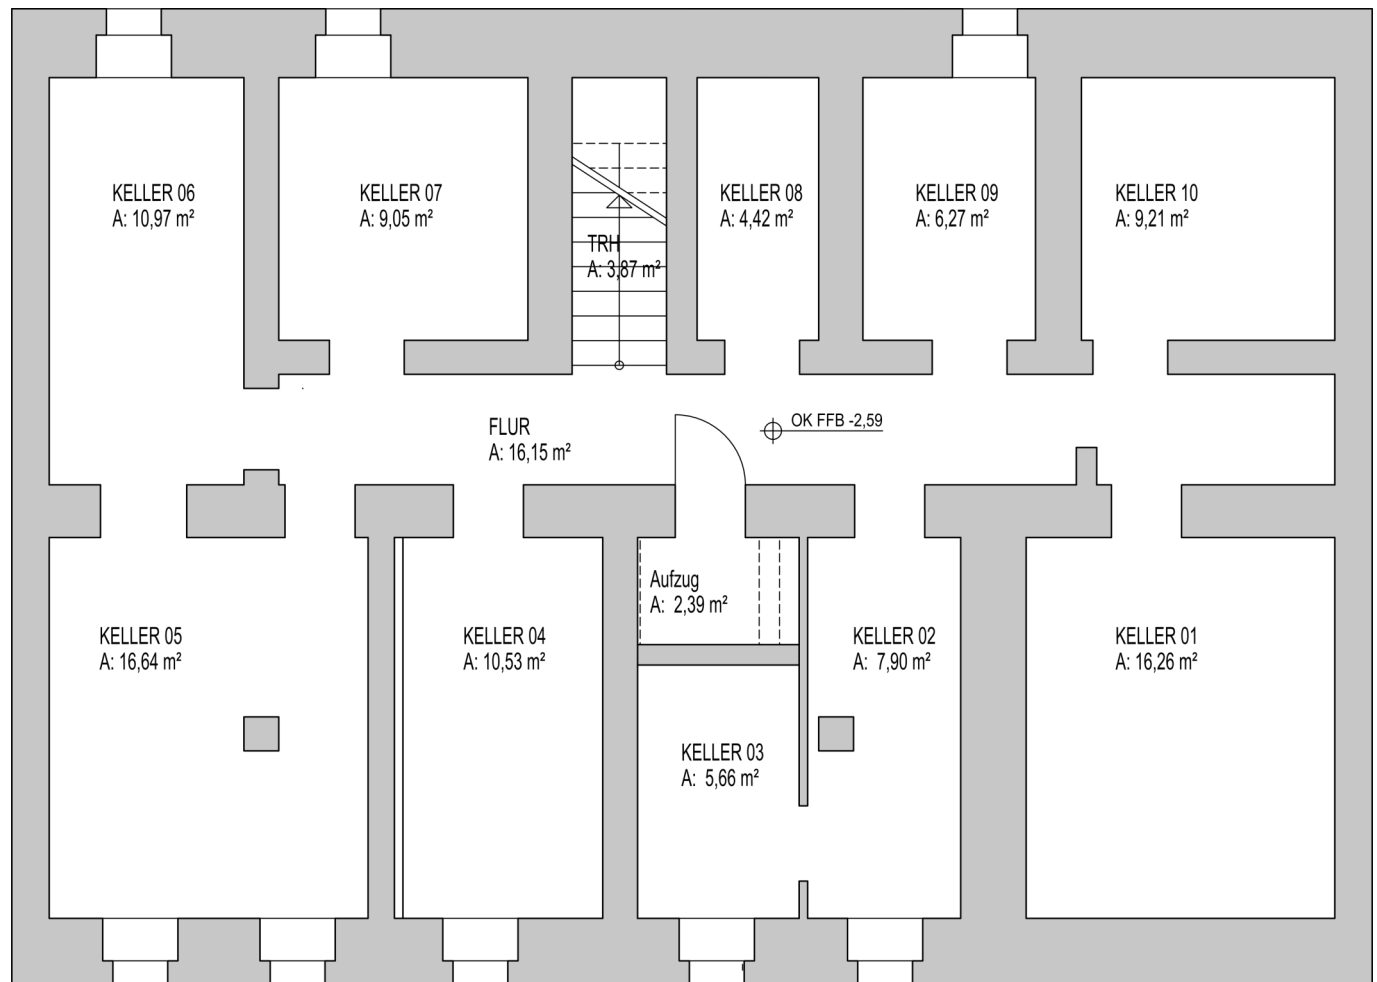 KELLER 06
A: 10,97 m²
KELLER 07
A: 9,05 m²
TRH
A: 3,87 m²
KELLER 08
A: 4,42 m²
KELLER 09
A: 6,27 m²
KELLER 10
A: 9,21 m²
FLUR
A: 16,15 m²
OK FFB -2,59
KELLER 05
A: 16,64 m²
KELLER 04
A: 10,53 m²
Aufzug
A: 2,39 m²
KELLER 03
A: 5,66 m²
KELLER 02
A: 7,90 m²
KELLER 01
A: 16,26 m²